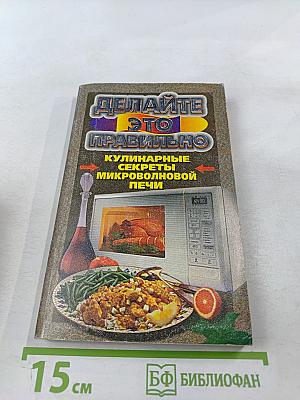 ДЕЛАЙТЕ
ЭТО
ПРАВИЛЬНО
КУЛИНАРНЫЕ
СЕКРЕТЫ
МИКРОВОЛНОВОЙ
ПЕЧИ
15 см
БФ БИБЛИОФАН